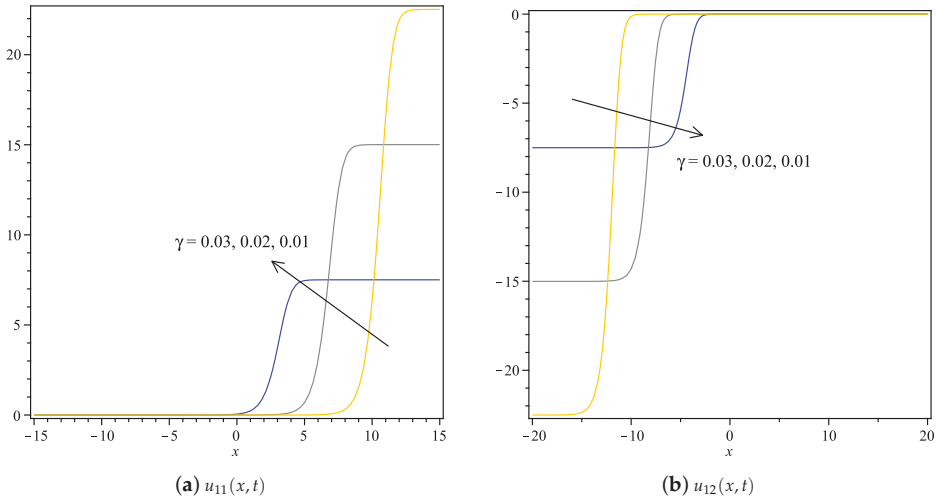 20
15
10
5
0
γ = 0.03, 0.02, 0.01
−15 −10 −5 0 5 10 15
x
(a) u₁₁(x, t)
0
−5
−10
−15
−20
γ = 0.03, 0.02, 0.01
−20 −10 0 10 20
x
(b) u₁₂(x, t)